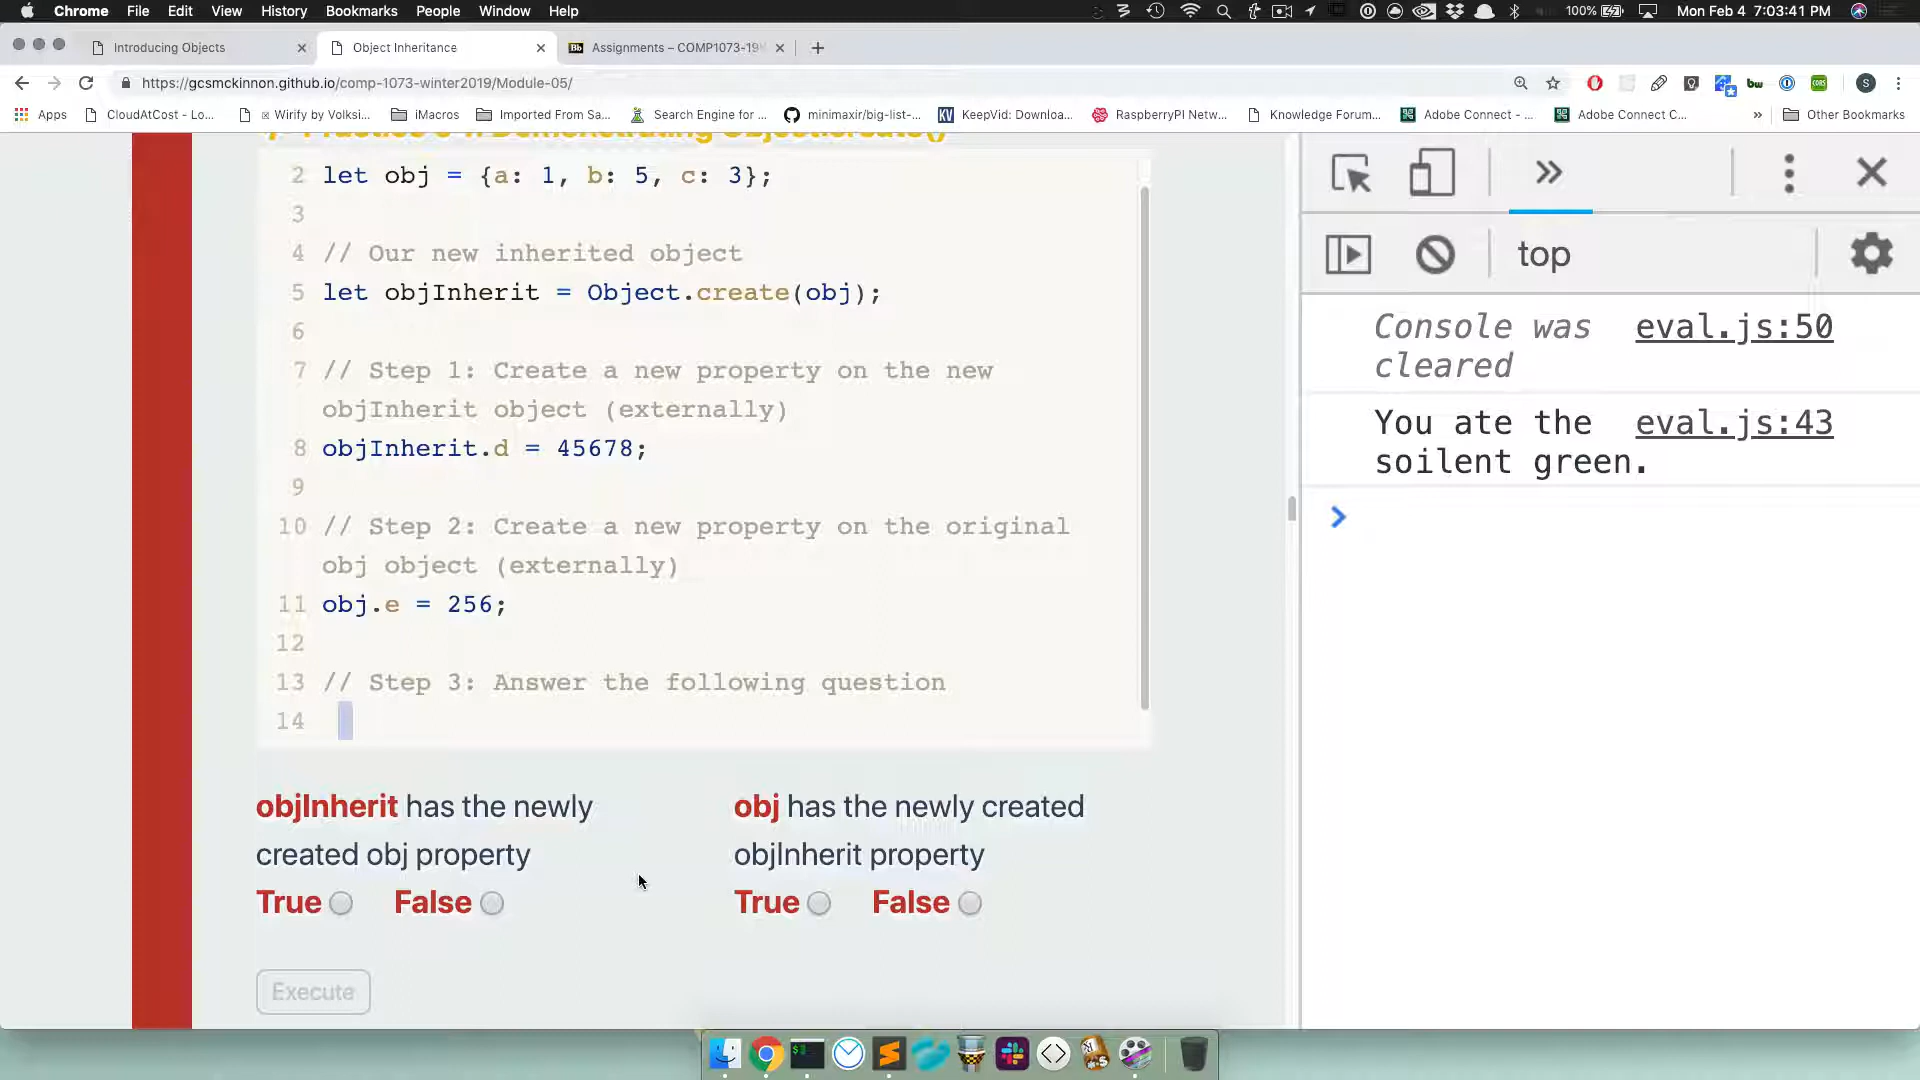 Chrome File Edit View History Bookmarks People Window Help 100% Mon Feb 4 7:03:41 PM
Introducing Objects Object Inheritance Bb Assignments – COMP1073-19
https://gcsmckinnon.github.io/comp-1073-winter2019/Module-05/ S
Apps CloudAtCost - Lo... Wirify by Volksi... iMacros Imported From Sa... Search Engine for ... minimaxir/big-list-... KeepVid: Downloa... RaspberryPI Netw... Knowledge Forum... Adobe Connect - ... Adobe Connect C... » Other Bookmarks
2 let obj = {a: 1, b: 5, c: 3};
3
4 // Our new inherited object
5 let objInherit = Object.create(obj);
6
7 // Step 1: Create a new property on the new
objInherit object (externally)
8 objInherit.d = 45678;
9
10 // Step 2: Create a new property on the original
obj object (externally)
11 obj.e = 256;
12
13 // Step 3: Answer the following question
14
objInherit has the newly
created obj property
True False
obj has the newly created
objInherit property
True False
Execute
top
Console was eval.js:50
cleared
You ate the eval.js:43
soilent green.